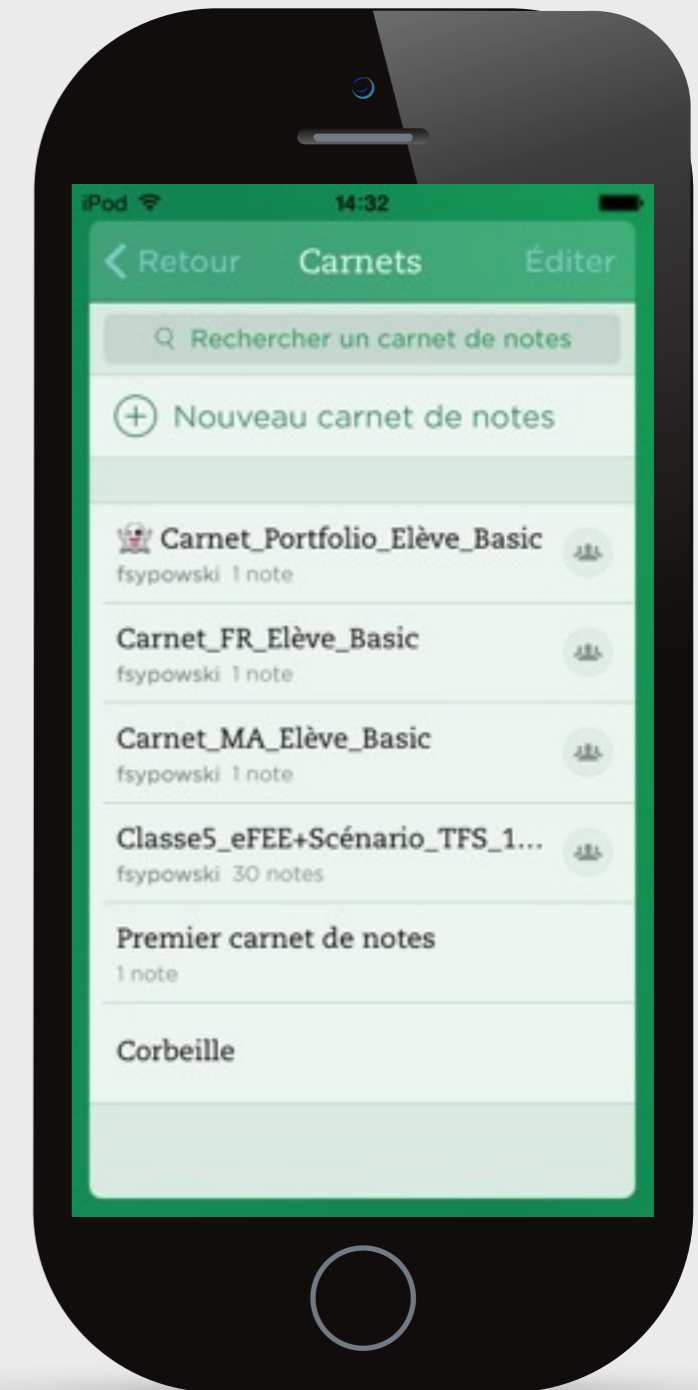 iPod 14:32
Retour Carnets Éditer
Rechercher un carnet de notes
Nouveau carnet de notes
Carnet_Portfolio_Elève_Basic
fsypowski 1 note
Carnet_FR_Elève_Basic
fsypowski 1 note
Carnet_MA_Elève_Basic
fsypowski 1 note
Classe5_eFEE+Scénario_TFS_1...
fsypowski 30 notes
Premier carnet de notes
1 note
Corbeille